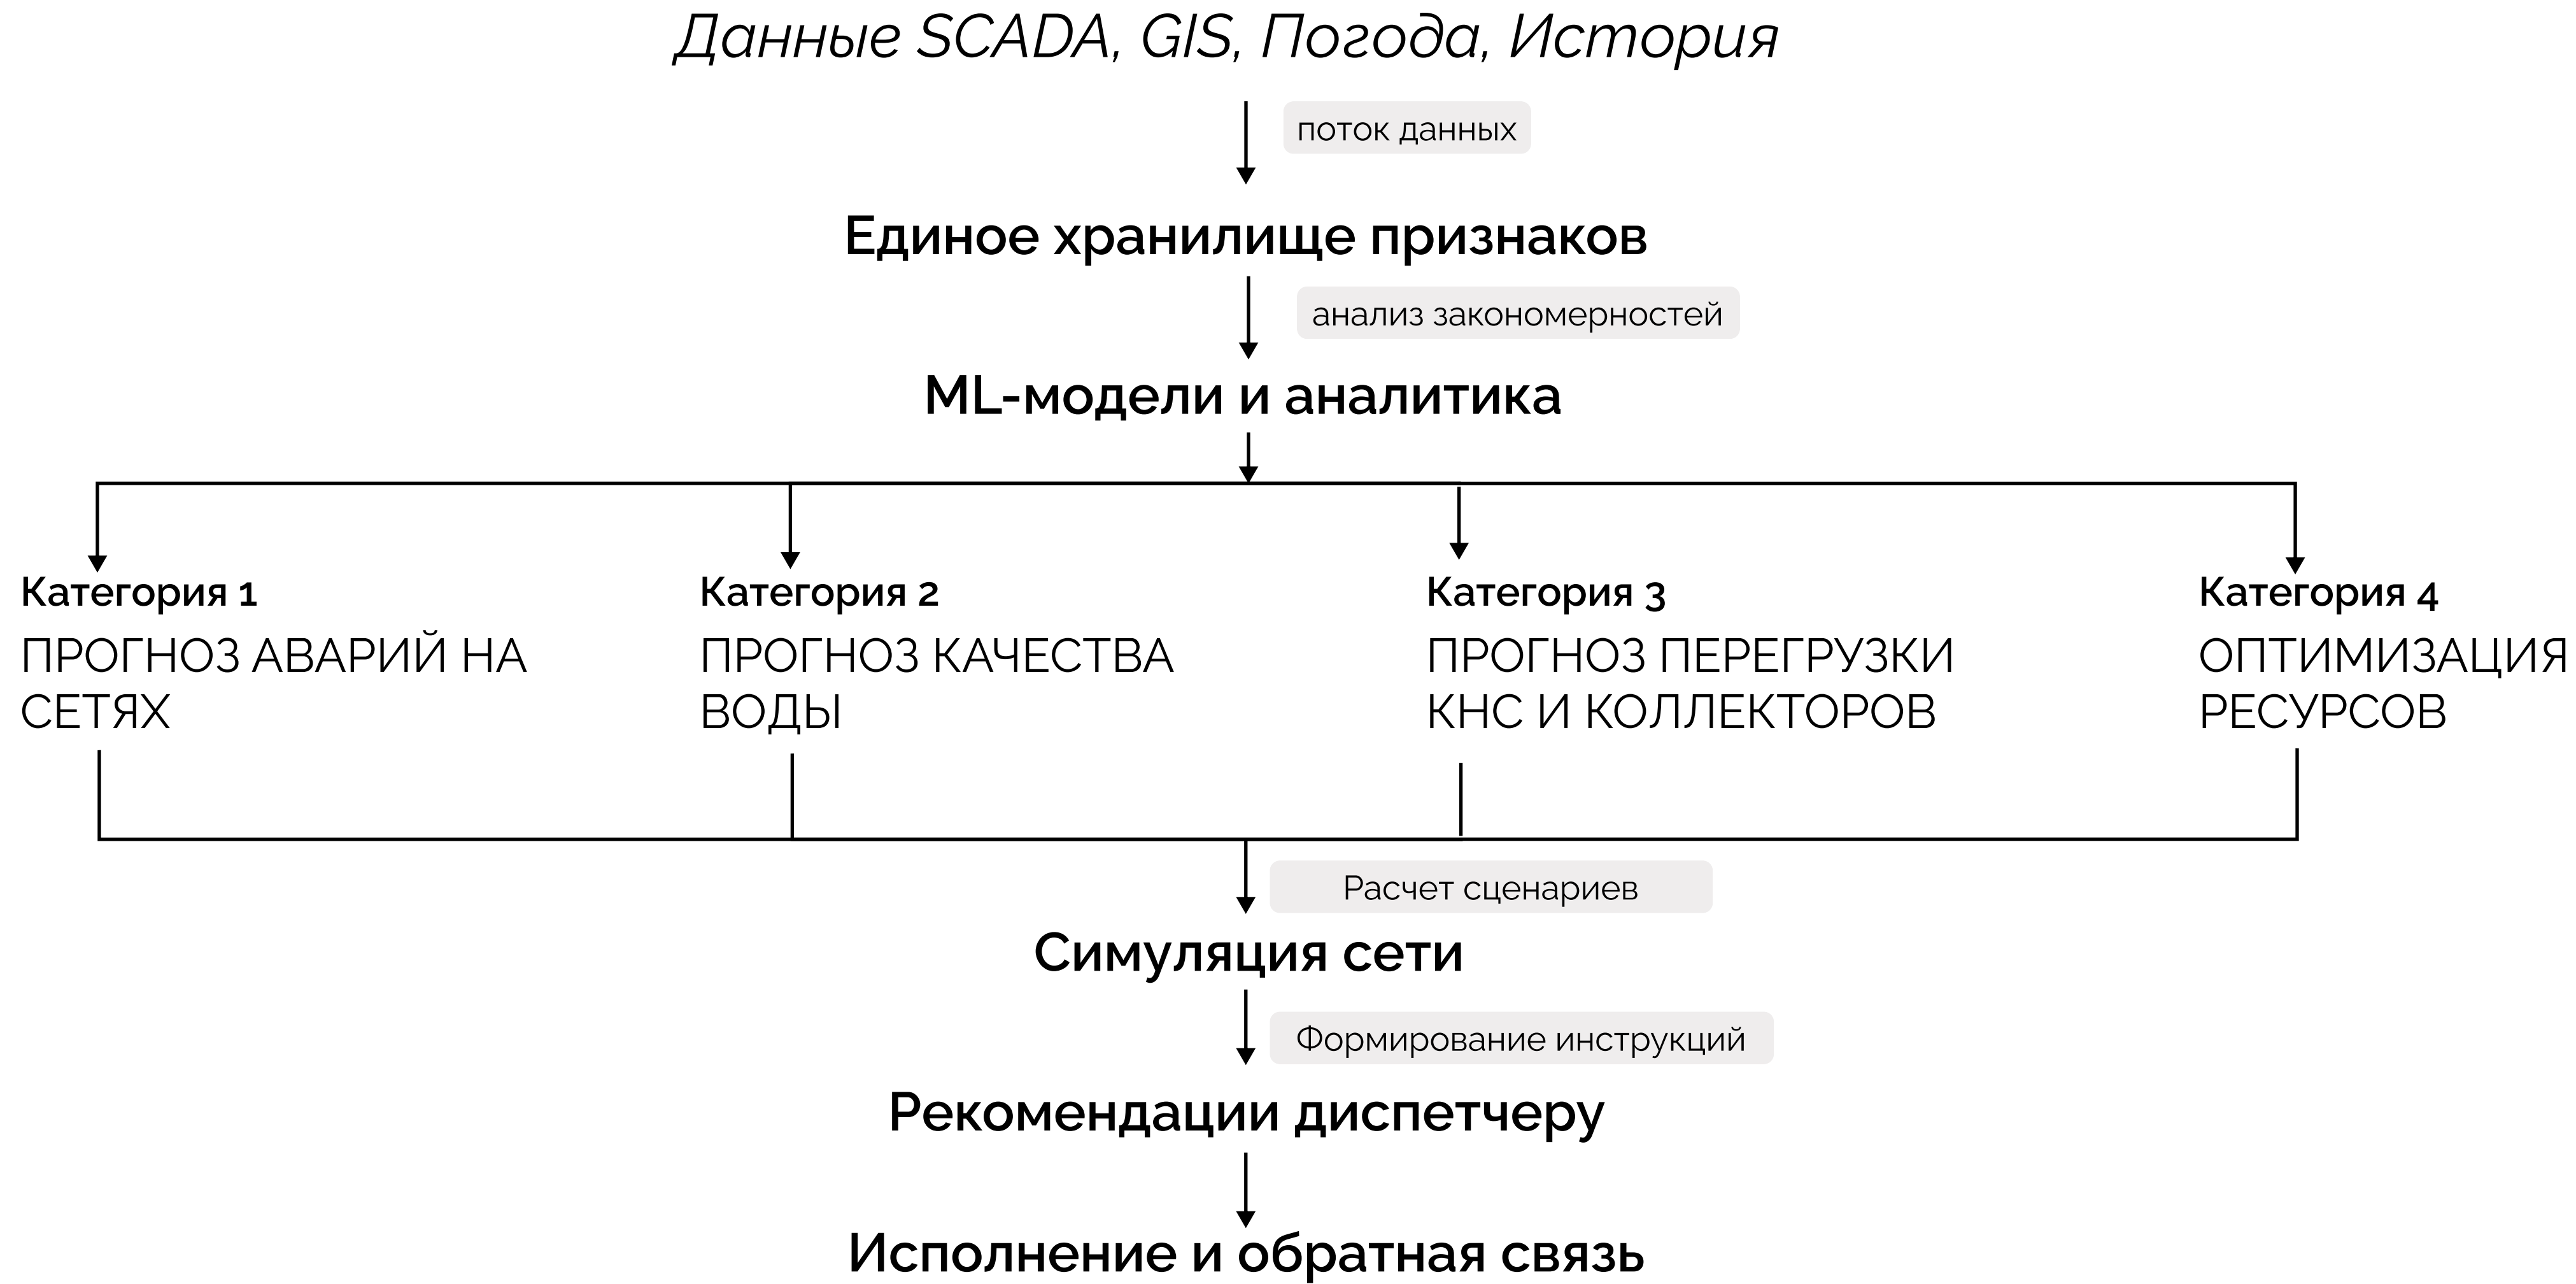 Данные SCADA, GIS, Погода, История
поток данных
Единое хранилище признаков
анализ закономерностей
ML-модели и аналитика
Категория 1
ПРОГНОЗ АВАРИЙ НА
СЕТЯХ
Категория 2
ПРОГНОЗ КАЧЕСТВА
ВОДЫ
Категория 3
ПРОГНОЗ ПЕРЕГРУЗКИ
КНС И КОЛЛЕКТОРОВ
Категория 4
ОПТИМИЗАЦИЯ
РЕСУРСОВ
Расчет сценариев
Симуляция сети
Формирование инструкций
Рекомендации диспетчеру
Исполнение и обратная связь